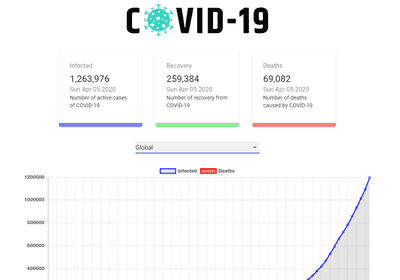 COVID-19
Infected
1,263,976
Sun Apr 05 2020
Number of active cases
of COVID-19
Recovery
259,384
Sun Apr 05 2020
Number of recovery from
COVID-19
Deaths
69,082
Sun Apr 05 2020
Number of deaths
caused by COVID-19
Global
Infected
Deaths
1200000
1000000
800000
600000
400000